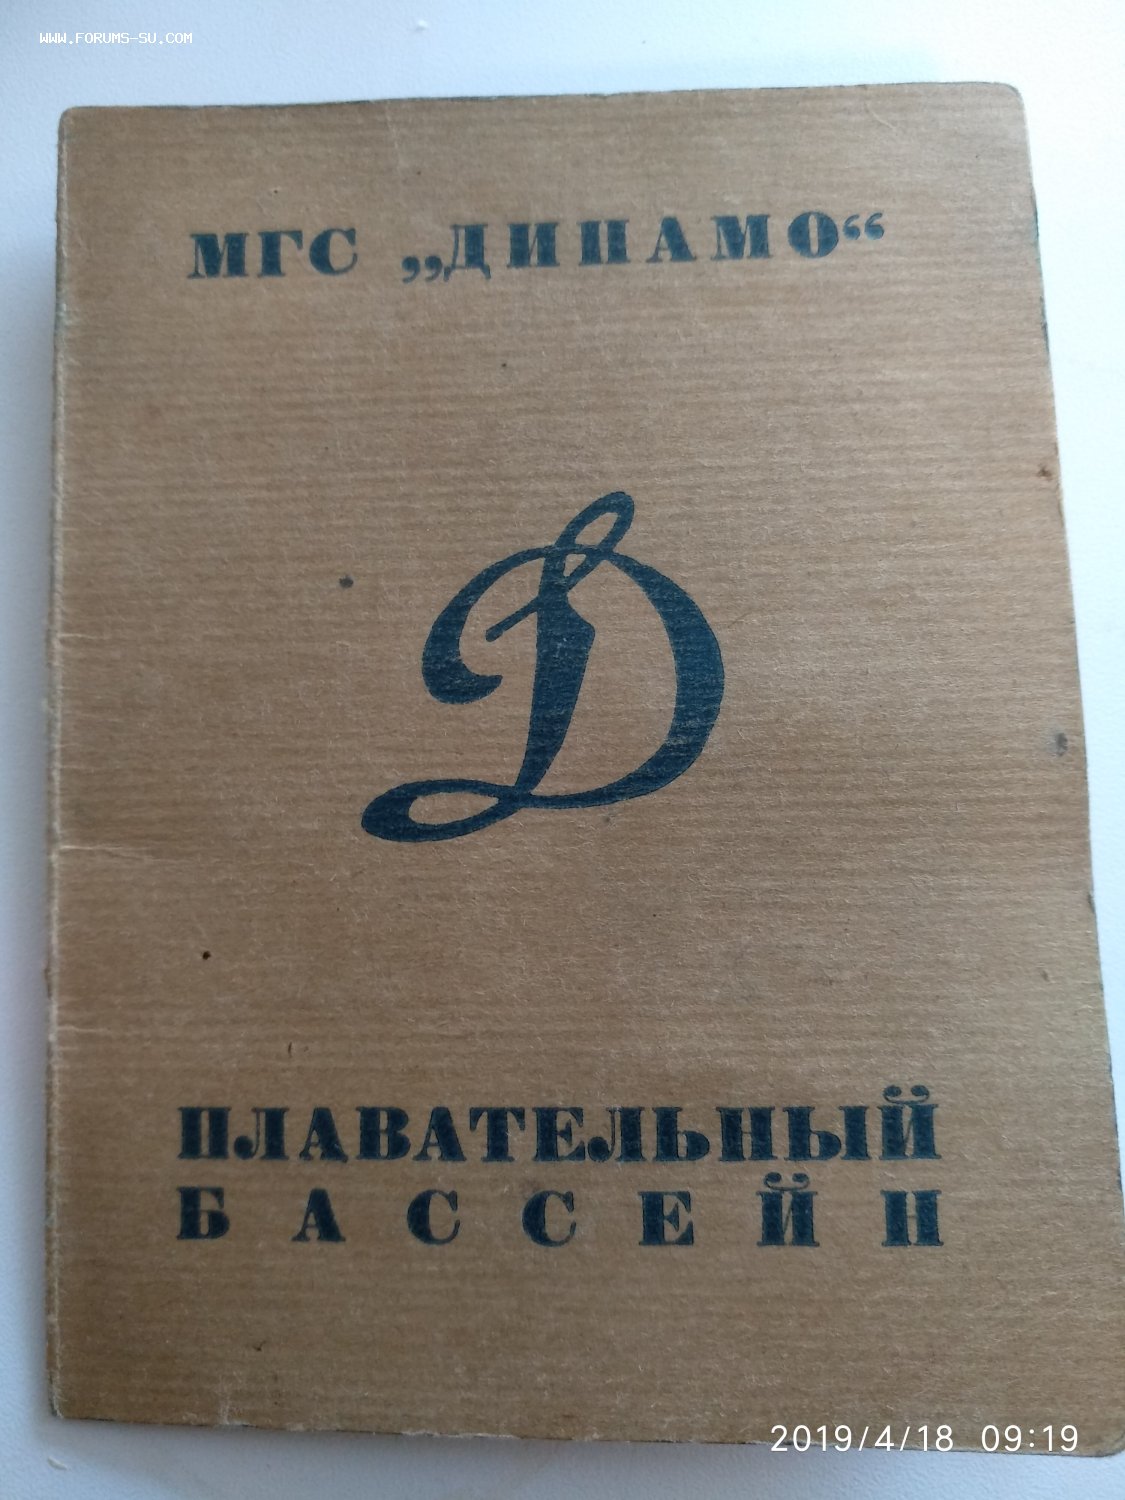 WWW.FORUMS-SU.COM
МГС „ДИНАМО“
Д
ПЛАВАТЕЛЬНЫЙ
БАССЕЙН
2019/4/18 09:19